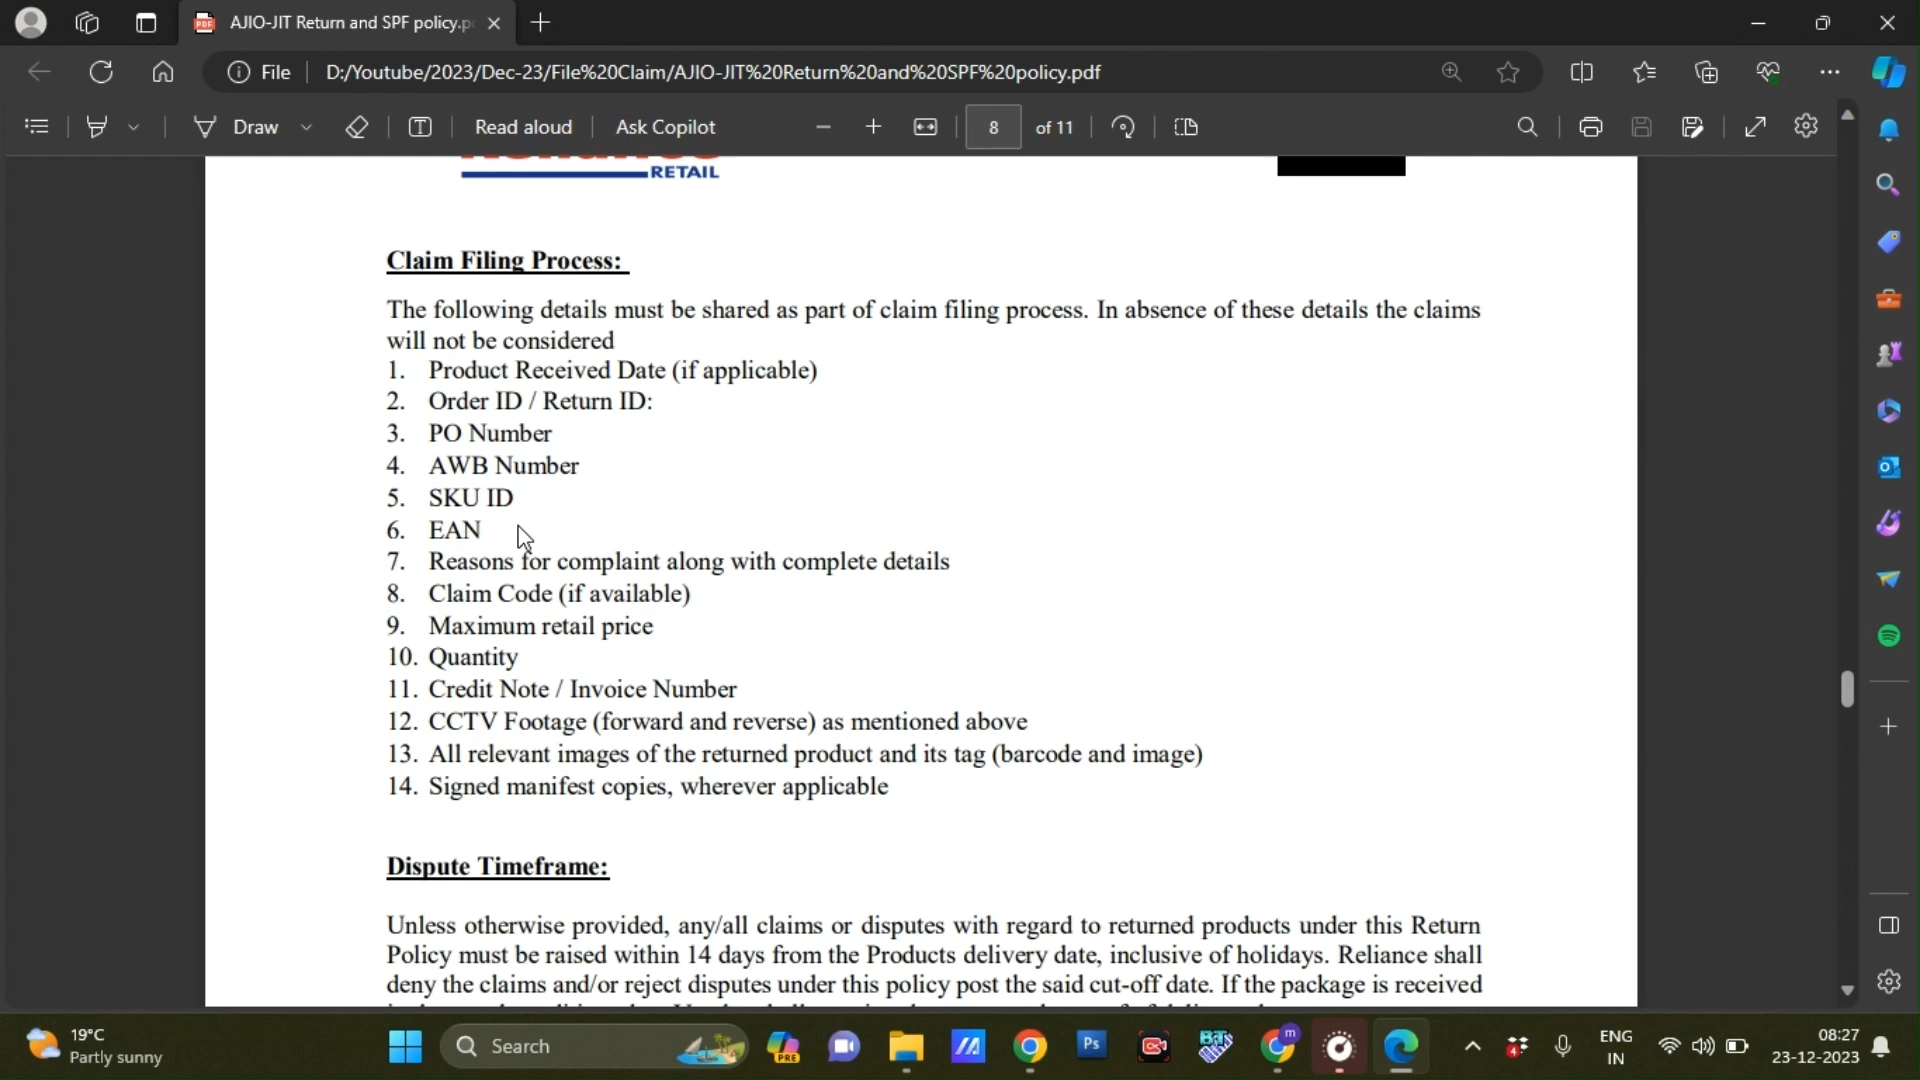 AJIO-JIT Return and SPF policy.p
File
D:/Youtube/2023/Dec-23/File%20Claim/AJIO-JIT%20Return%20and%20SPF%20policy.pdf
Draw
Read aloud
Ask Copilot
8
of 11
RETAIL
Claim Filing Process:
The following details must be shared as part of claim filing process. In absence of these details the claims
will not be considered
1. Product Received Date (if applicable)
2. Order ID / Return ID:
3. PO Number
4. AWB Number
5. SKU ID
6. EAN
7. Reasons for complaint along with complete details
8. Claim Code (if available)
9. Maximum retail price
10. Quantity
11. Credit Note / Invoice Number
12. CCTV Footage (forward and reverse) as mentioned above
13. All relevant images of the returned product and its tag (barcode and image)
14. Signed manifest copies, wherever applicable
Dispute Timeframe:
Unless otherwise provided, any/all claims or disputes with regard to returned products under this Return
Policy must be raised within 14 days from the Products delivery date, inclusive of holidays. Reliance shall
deny the claims and/or reject disputes under this policy post the said cut-off date. If the package is received
19°C
Partly sunny
Search
PRE
Ps
m
4
ENG
IN
08:27
23-12-2023